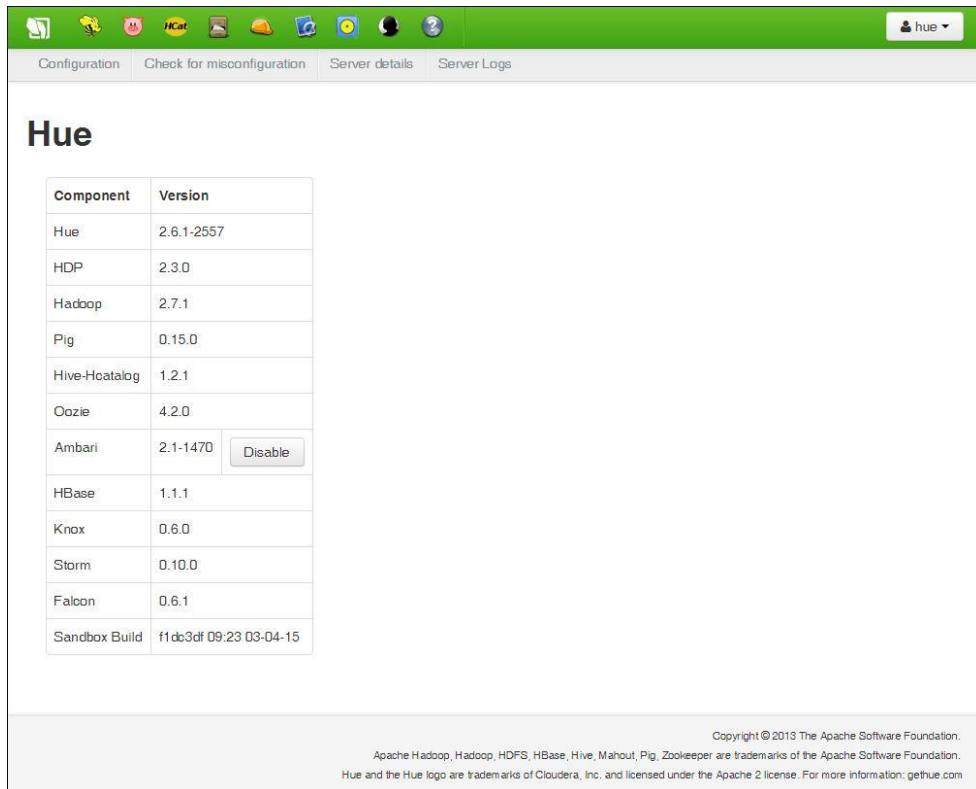 HCat
hue
Configuration Check for misconfiguration Server details Server Logs
Hue
Component Version
Hue 2.6.1-2557
HDP 2.3.0
Hadoop 2.7.1
Pig 0.15.0
Hive-Hcatalog 1.2.1
Oozie 4.2.0
Ambari 2.1-1470 Disable
HBase 1.1.1
Knox 0.6.0
Storm 0.10.0
Falcon 0.6.1
Sandbox Build f1dc3df 09:23 03-04-15
Copyright © 2013 The Apache Software Foundation.
Apache Hadoop, Hadoop, HDFS, HBase, Hive, Mahout, Pig, Zookeeper are trademarks of the Apache Software Foundation.
Hue and the Hue logo are trademarks of Cloudera, Inc. and licensed under the Apache 2 license. For more information: gethue.com